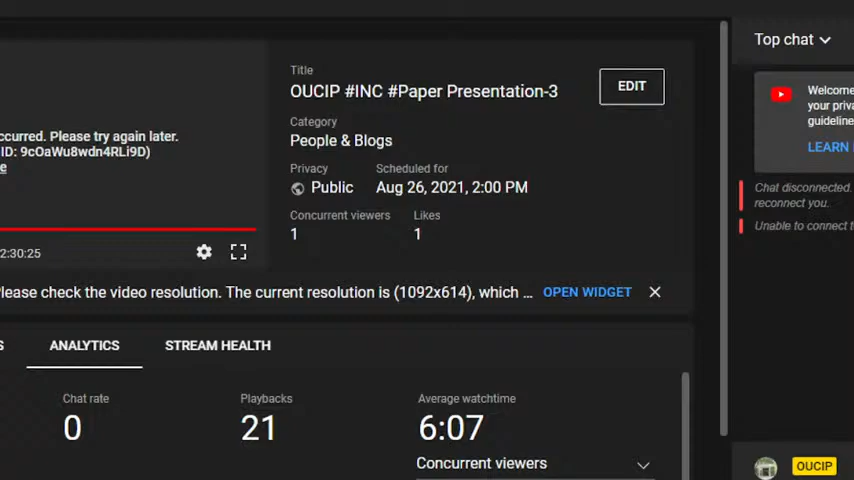 Top chat
Title
OUCIP #INC #Paper Presentation-3
EDIT
Category
People & Blogs
Privacy
Public
Scheduled for
Aug 26, 2021, 2:00 PM
Concurrent viewers
1
Likes
1
ccurred. Please try again later.
ID: 9cOaWu8wdn4RLi9D)
2:30:25
lease check the video resolution. The current resolution is (1092x614), which ...
OPEN WIDGET
ANALYTICS
STREAM HEALTH
Chat rate
0
Playbacks
21
Average watchtime
6:07
Concurrent viewers
Welcome
your priva
guideline
LEARN
Chat disconnected.
reconnect you.
Unable to connect t
OUCIP